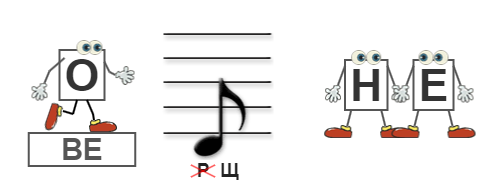 О Н Е
ВЕ
Р Щ